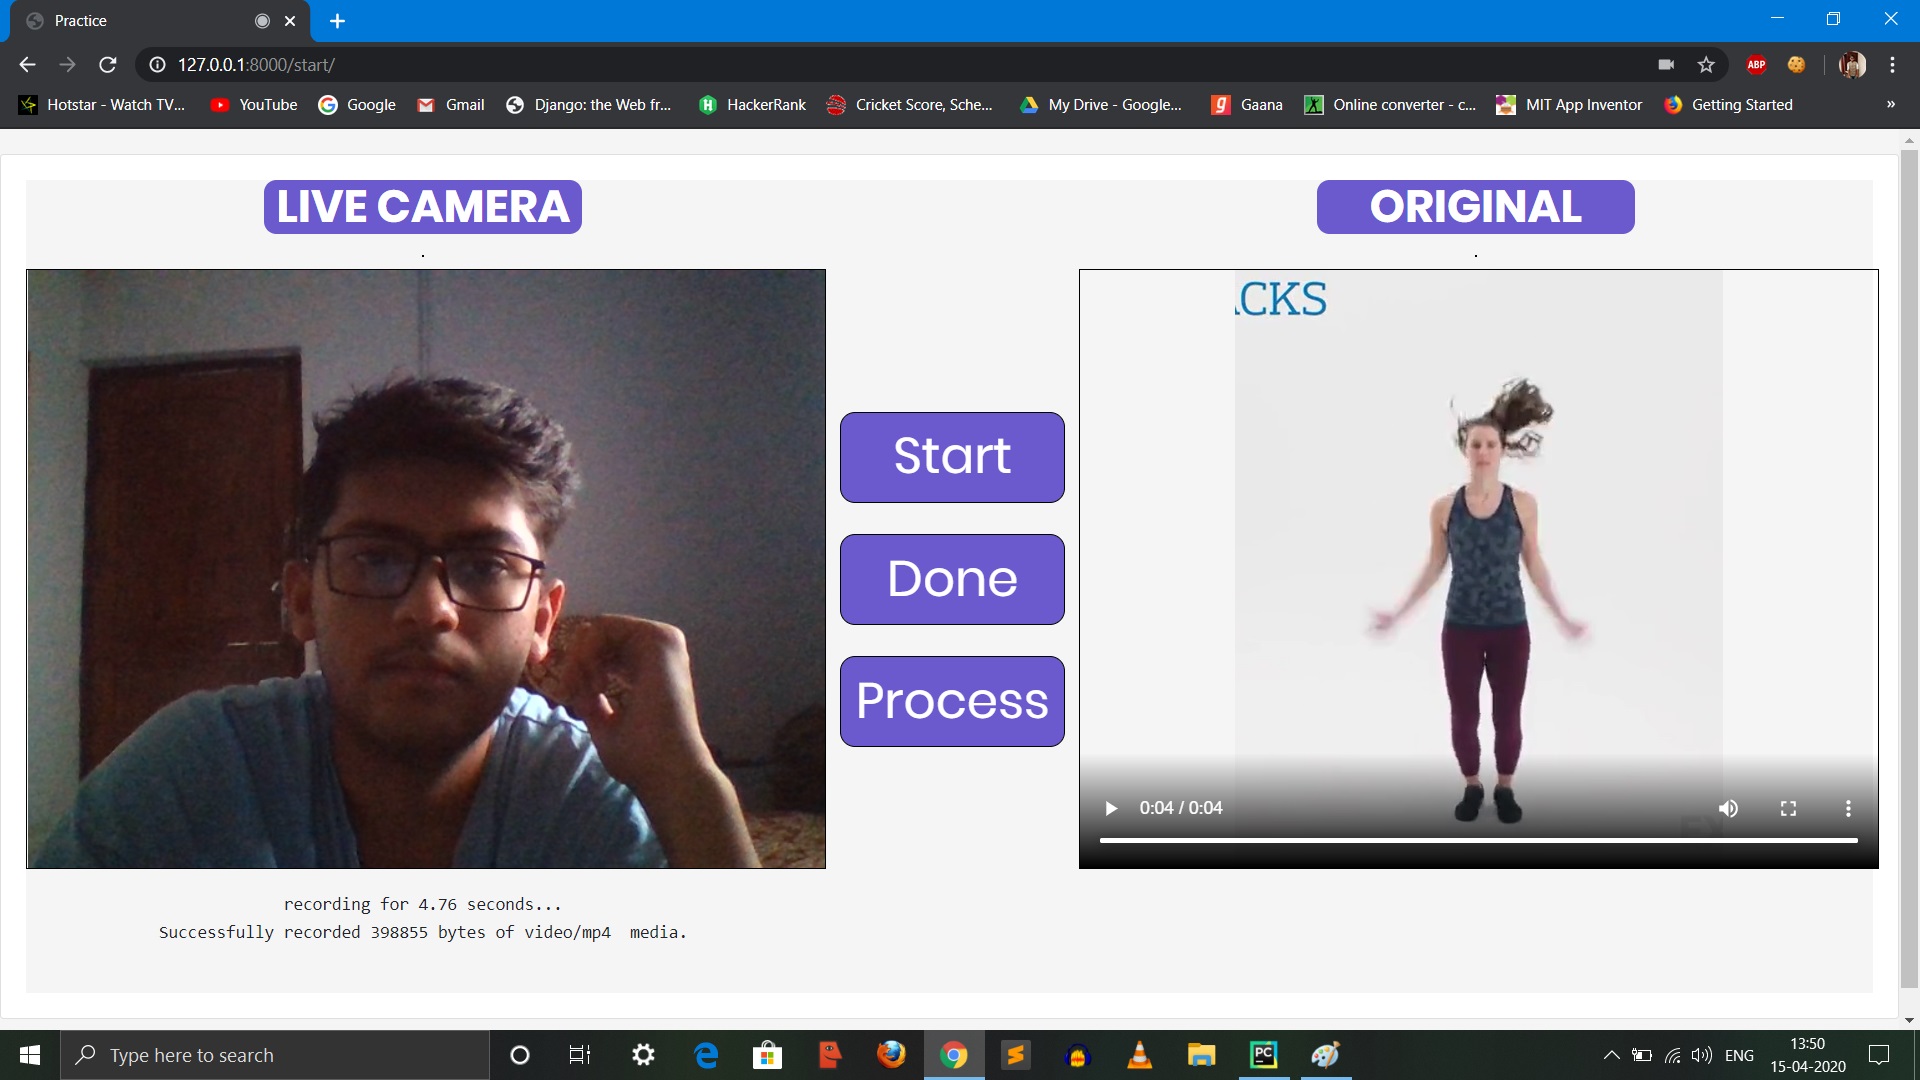 Practice
127.0.0.1:8000/start/
ABP
Hotstar - Watch TV...
YouTube
Google
Gmail
Django: the Web fr...
HackerRank
Cricket Score, Sche...
My Drive - Google...
Gaana
Online converter - c...
MIT App Inventor
Getting Started
»
LIVE CAMERA
ORIGINAL
.
.
ACKS
Start
Done
Process
0:04 / 0:04
recording for 4.76 seconds...
Successfully recorded 398855 bytes of video/mp4  media.
Type here to search
PC
ENG
13:50
15-04-2020